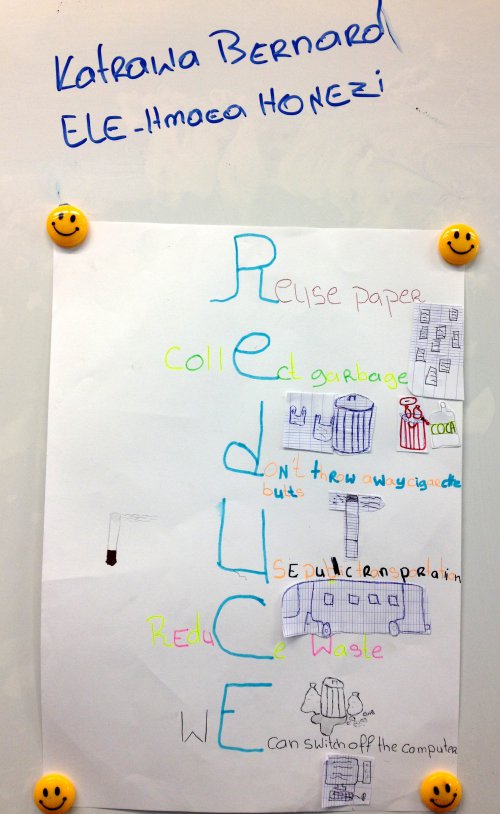 Katrawa BERNARD
ELE-Hmaea HONEZI
Reuse paper
Collect garbage
COCA
don't throw away cigarette
butts
USE public transportation
REduCe Waste
WE can switch off the computer